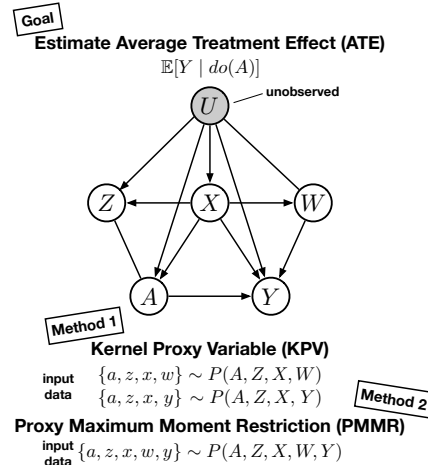 Goal
Estimate Average Treatment Effect (ATE)
𝔼[Y | do(A)]
unobserved
U
Z
X
W
A
Y
Method 1
Kernel Proxy Variable (KPV)
input data
{a, z, x, w} ∼ P(A, Z, X, W)
{a, z, x, y} ∼ P(A, Z, X, Y)
Method 2
Proxy Maximum Moment Restriction (PMMR)
input data
{a, z, x, w, y} ∼ P(A, Z, X, W, Y)